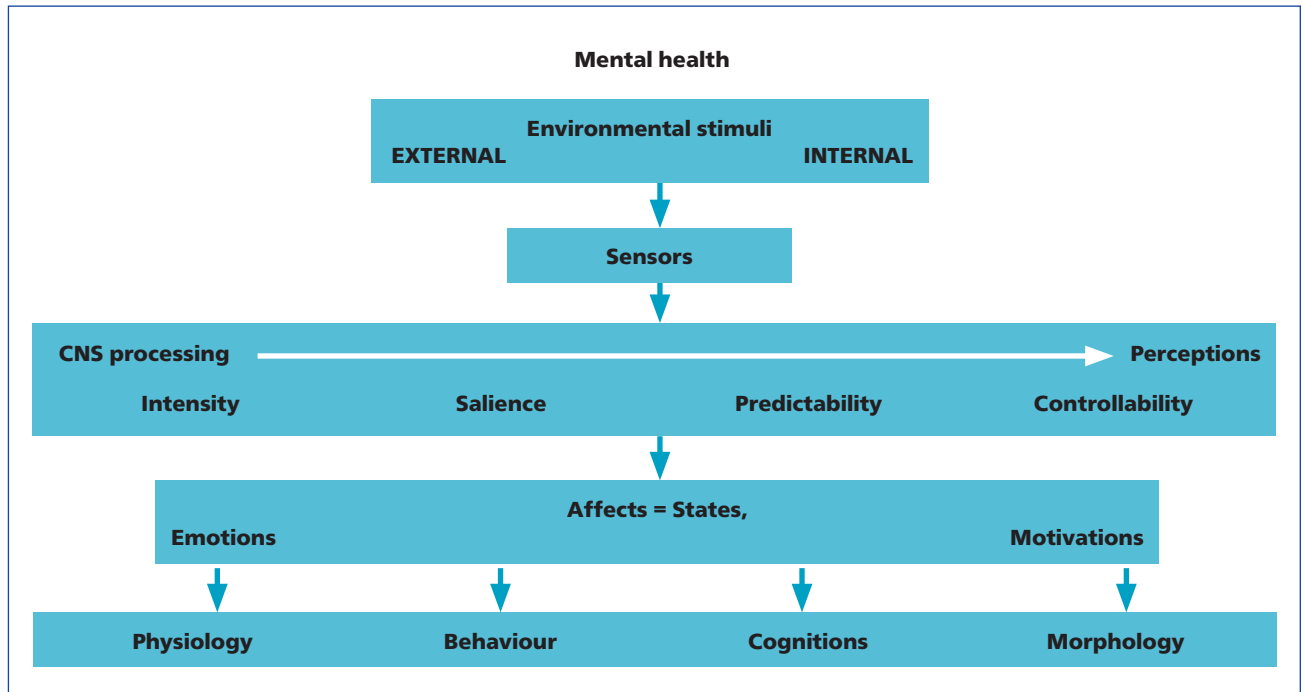 Mental health
Environmental stimuli
EXTERNAL INTERNAL
Sensors
CNS processing Perceptions
Intensity Salience Predictability Controllability
Affects = States,
Emotions Motivations
Physiology Behaviour Cognitions Morphology